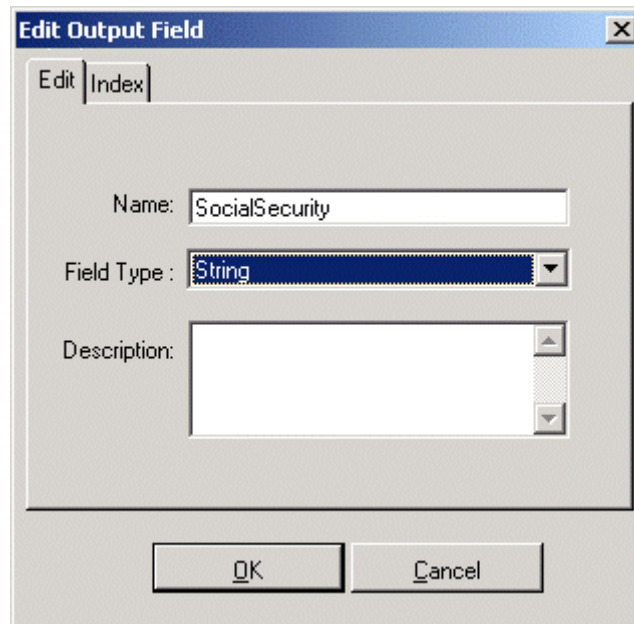 Edit Output Field
Edit Index
Name: SocialSecurity
Field Type : String
Description:
OK Cancel